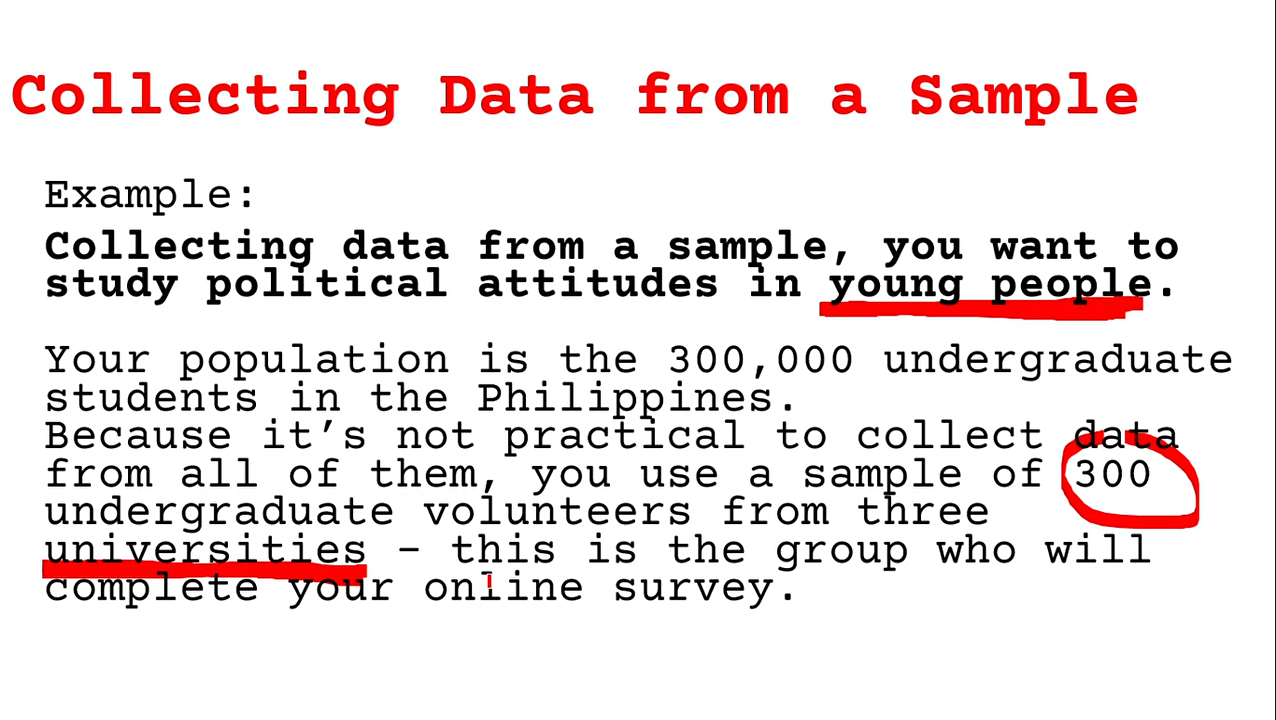 Collecting Data from a Sample
Example:
Collecting data from a sample, you want to
study political attitudes in young people.
Your population is the 300,000 undergraduate
students in the Philippines.
Because it’s not practical to collect data
from all of them, you use a sample of 300
undergraduate volunteers from three
universities – this is the group who will
complete your online survey.